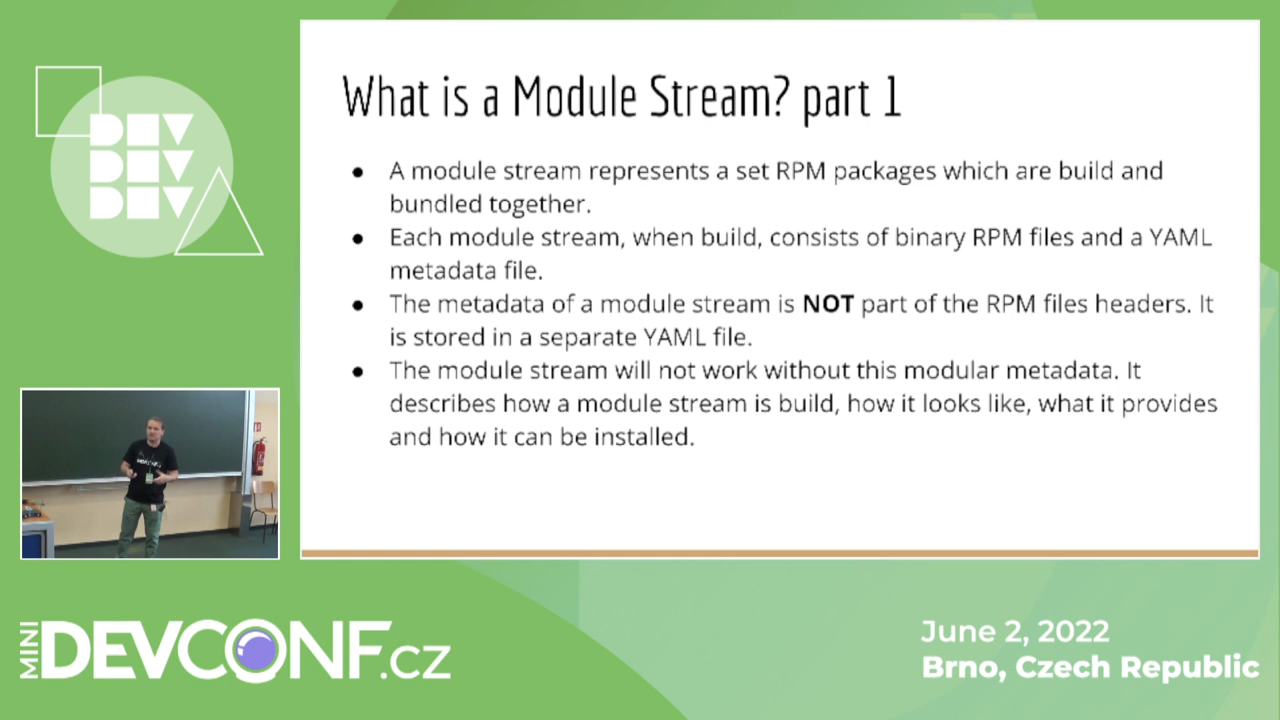 What is a Module Stream? part 1
● A module stream represents a set RPM packages which are build and
bundled together.
● Each module stream, when build, consists of binary RPM files and a YAML
metadata file.
● The metadata of a module stream is NOT part of the RPM files headers. It
is stored in a separate YAML file.
● The module stream will not work without this modular metadata. It
describes how a module stream is build, how it looks like, what it provides
and how it can be installed.
DEV
DEV
DEV
MINI
DEVCONF.CZ
June 2, 2022
Brno, Czech Republic